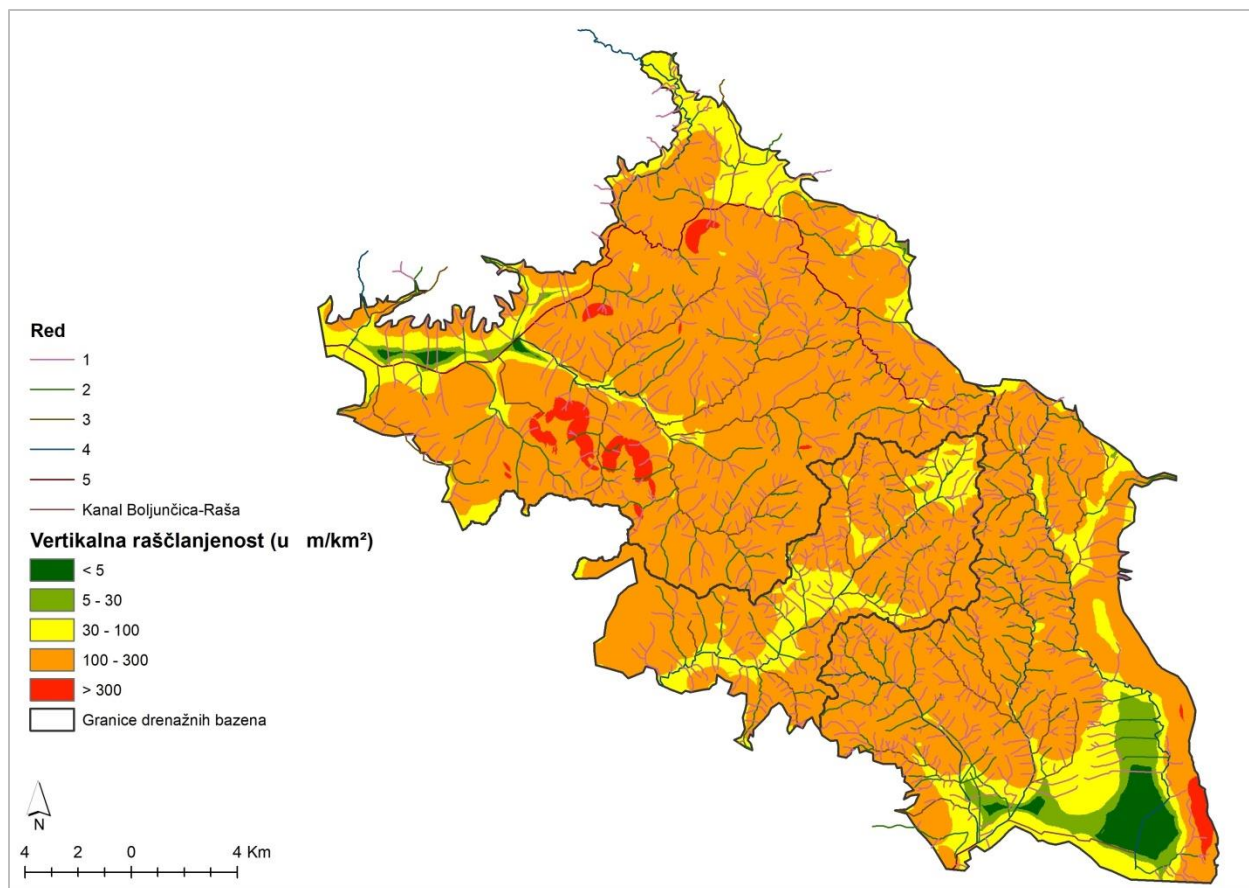 Red
1
2
3
4
5
Kanal Boljunčica-Raša
Vertikalna raščlanjenost (u m/km²)
< 5
5 - 30
30 - 100
100 - 300
> 300
Granice drenažnih bazena
N
4 2 0 4 Km